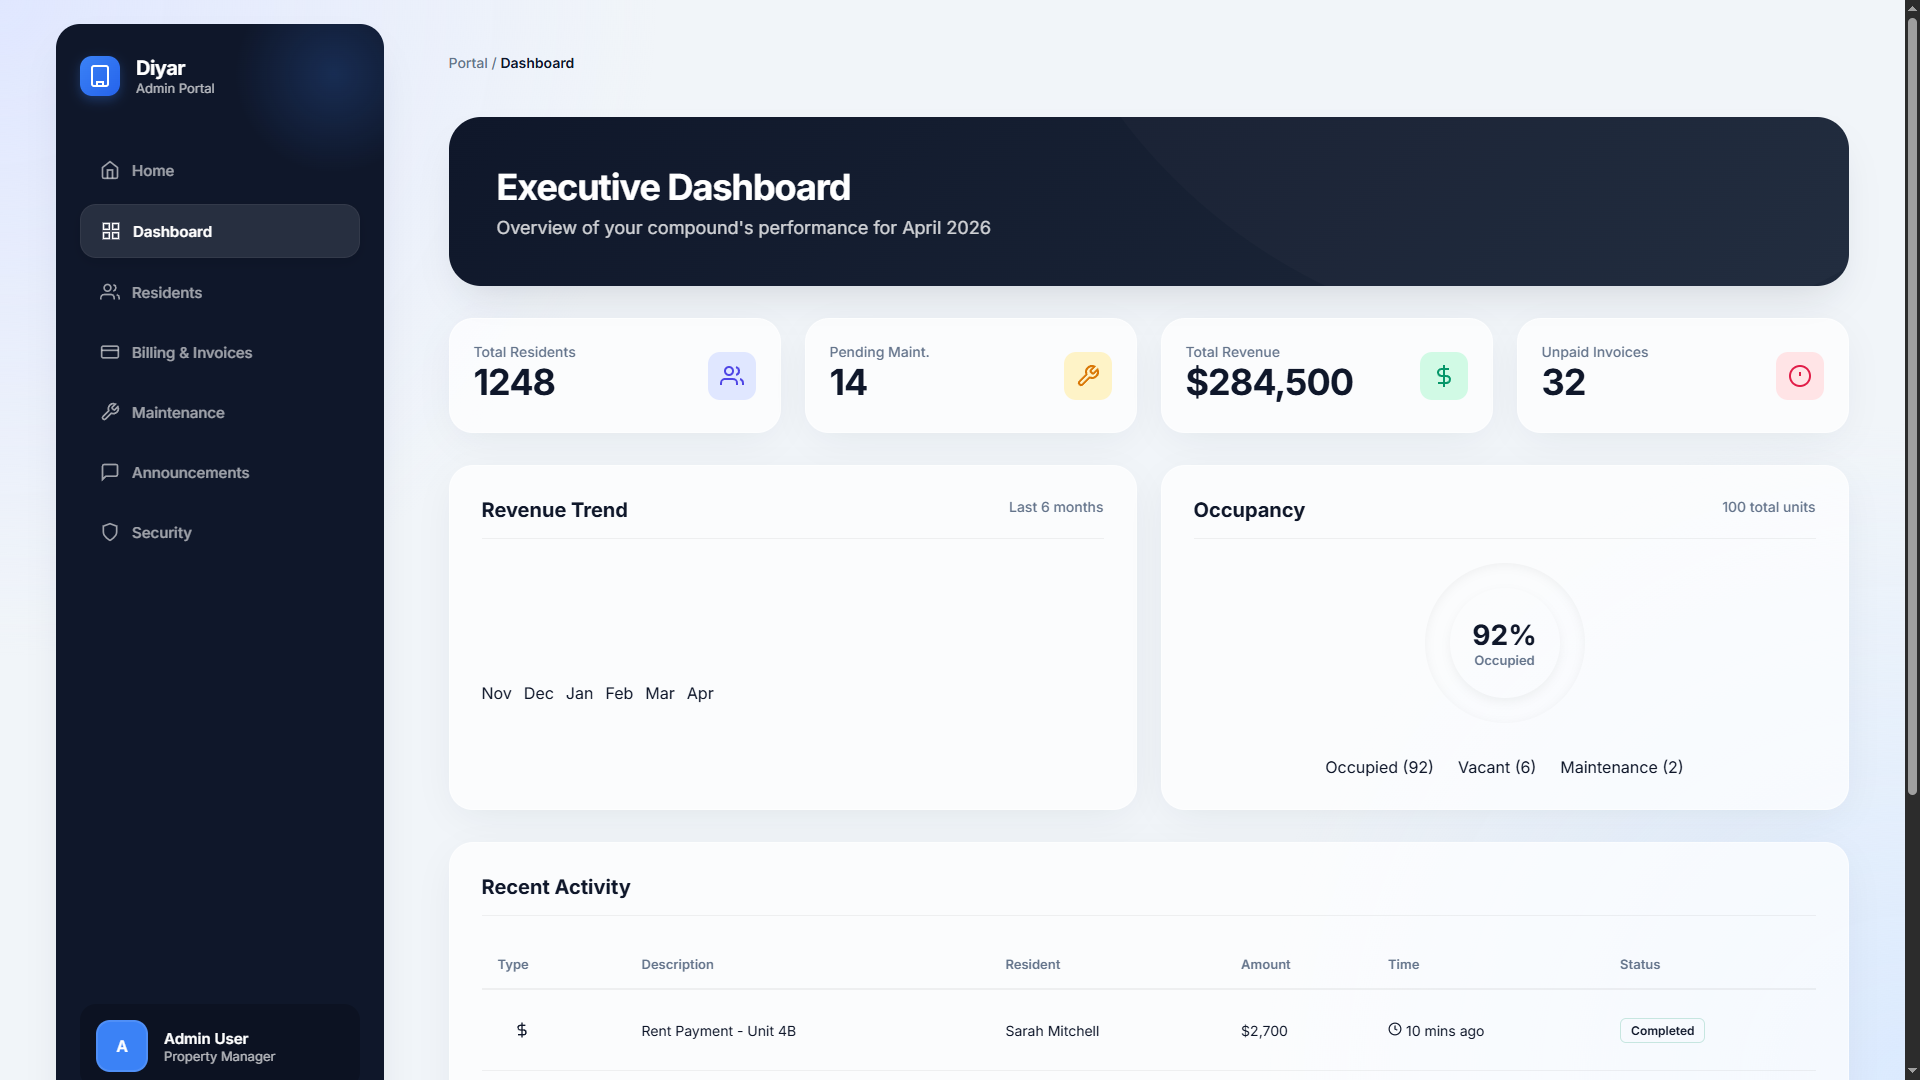 Diyar
Admin Portal
Home
Dashboard
Residents
Billing & Invoices
Maintenance
Announcements
Security
A
Admin User
Property Manager
Portal / Dashboard
Executive Dashboard
Overview of your compound's performance for April 2026
Total Residents
1248
Pending Maint.
14
Total Revenue
$284,500
Unpaid Invoices
32
Revenue Trend
Last 6 months
Nov Dec Jan Feb Mar Apr
Occupancy
100 total units
92%
Occupied
Occupied (92) Vacant (6) Maintenance (2)
Recent Activity
Type Description Resident Amount Time Status
$ Rent Payment - Unit 4B Sarah Mitchell $2,700 10 mins ago Completed